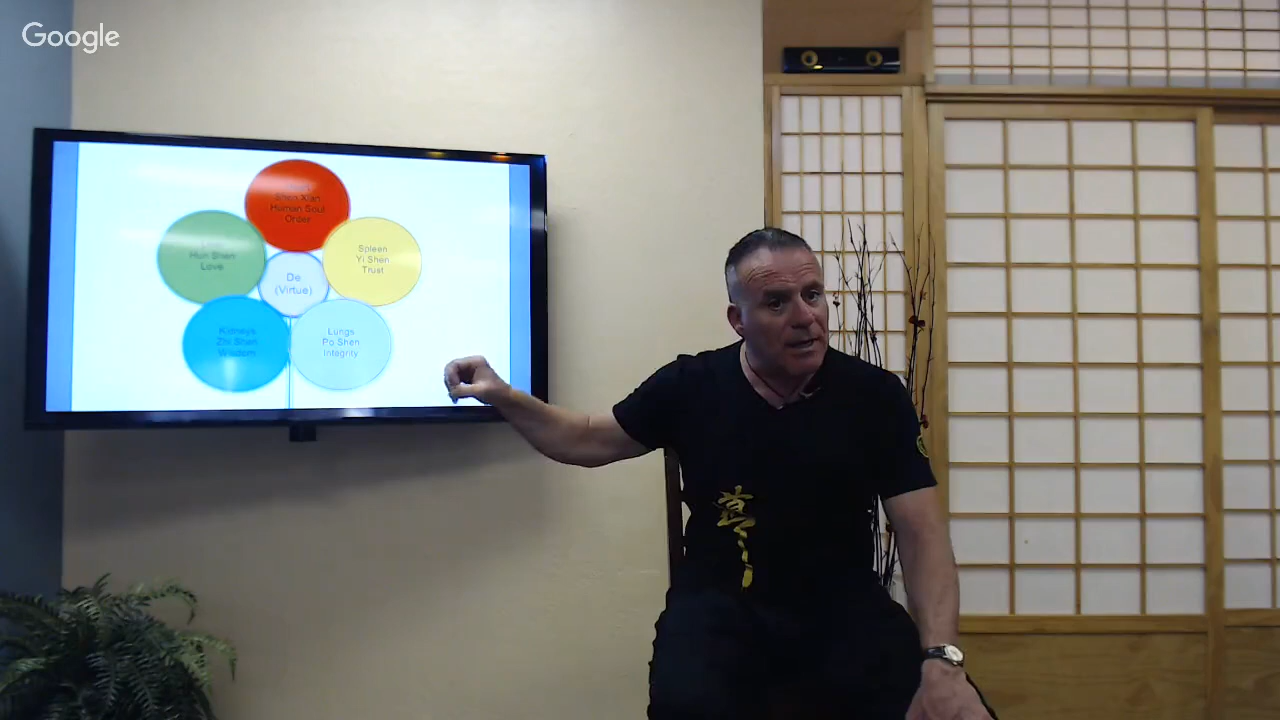 Google
Shen Xian
Human Soul
Order
Hun Shen
Love
Spleen
Yi Shen
Trust
De
(Virtue)
Kidneys
Zhi Shen
Wisdom
Lungs
Po Shen
Integrity
道